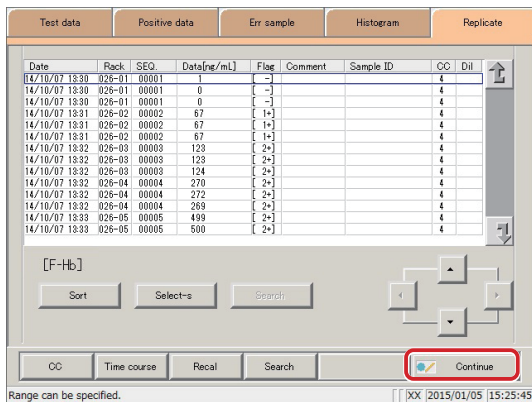 Test data Positive data Err sample Histogram Replicate
Date Rack SEQ. Data[ng/mL] Flag Comment Sample ID CC Dil
14/10/07 13:30 026-01 00001 1 [ -] 4
14/10/07 13:30 026-01 00001 0 [ -] 4
14/10/07 13:30 026-01 00001 0 [ -] 4
14/10/07 13:31 026-02 00002 67 [ 1+] 4
14/10/07 13:31 026-02 00002 67 [ 1+] 4
14/10/07 13:31 026-02 00002 67 [ 1+] 4
14/10/07 13:32 026-03 00003 123 [ 2+] 4
14/10/07 13:32 026-03 00003 123 [ 2+] 4
14/10/07 13:32 026-03 00003 124 [ 2+] 4
14/10/07 13:32 026-04 00004 270 [ 2+] 4
14/10/07 13:32 026-04 00004 272 [ 2+] 4
14/10/07 13:32 026-04 00004 269 [ 2+] 4
14/10/07 13:33 026-05 00005 499 [ 2+] 4
14/10/07 13:33 026-05 00005 500 [ 2+] 4
[F-Hb]
Sort Select-s Search
CC Time course Recal Search Continue
Range can be specified. XX 2015/01/05 15:25:45